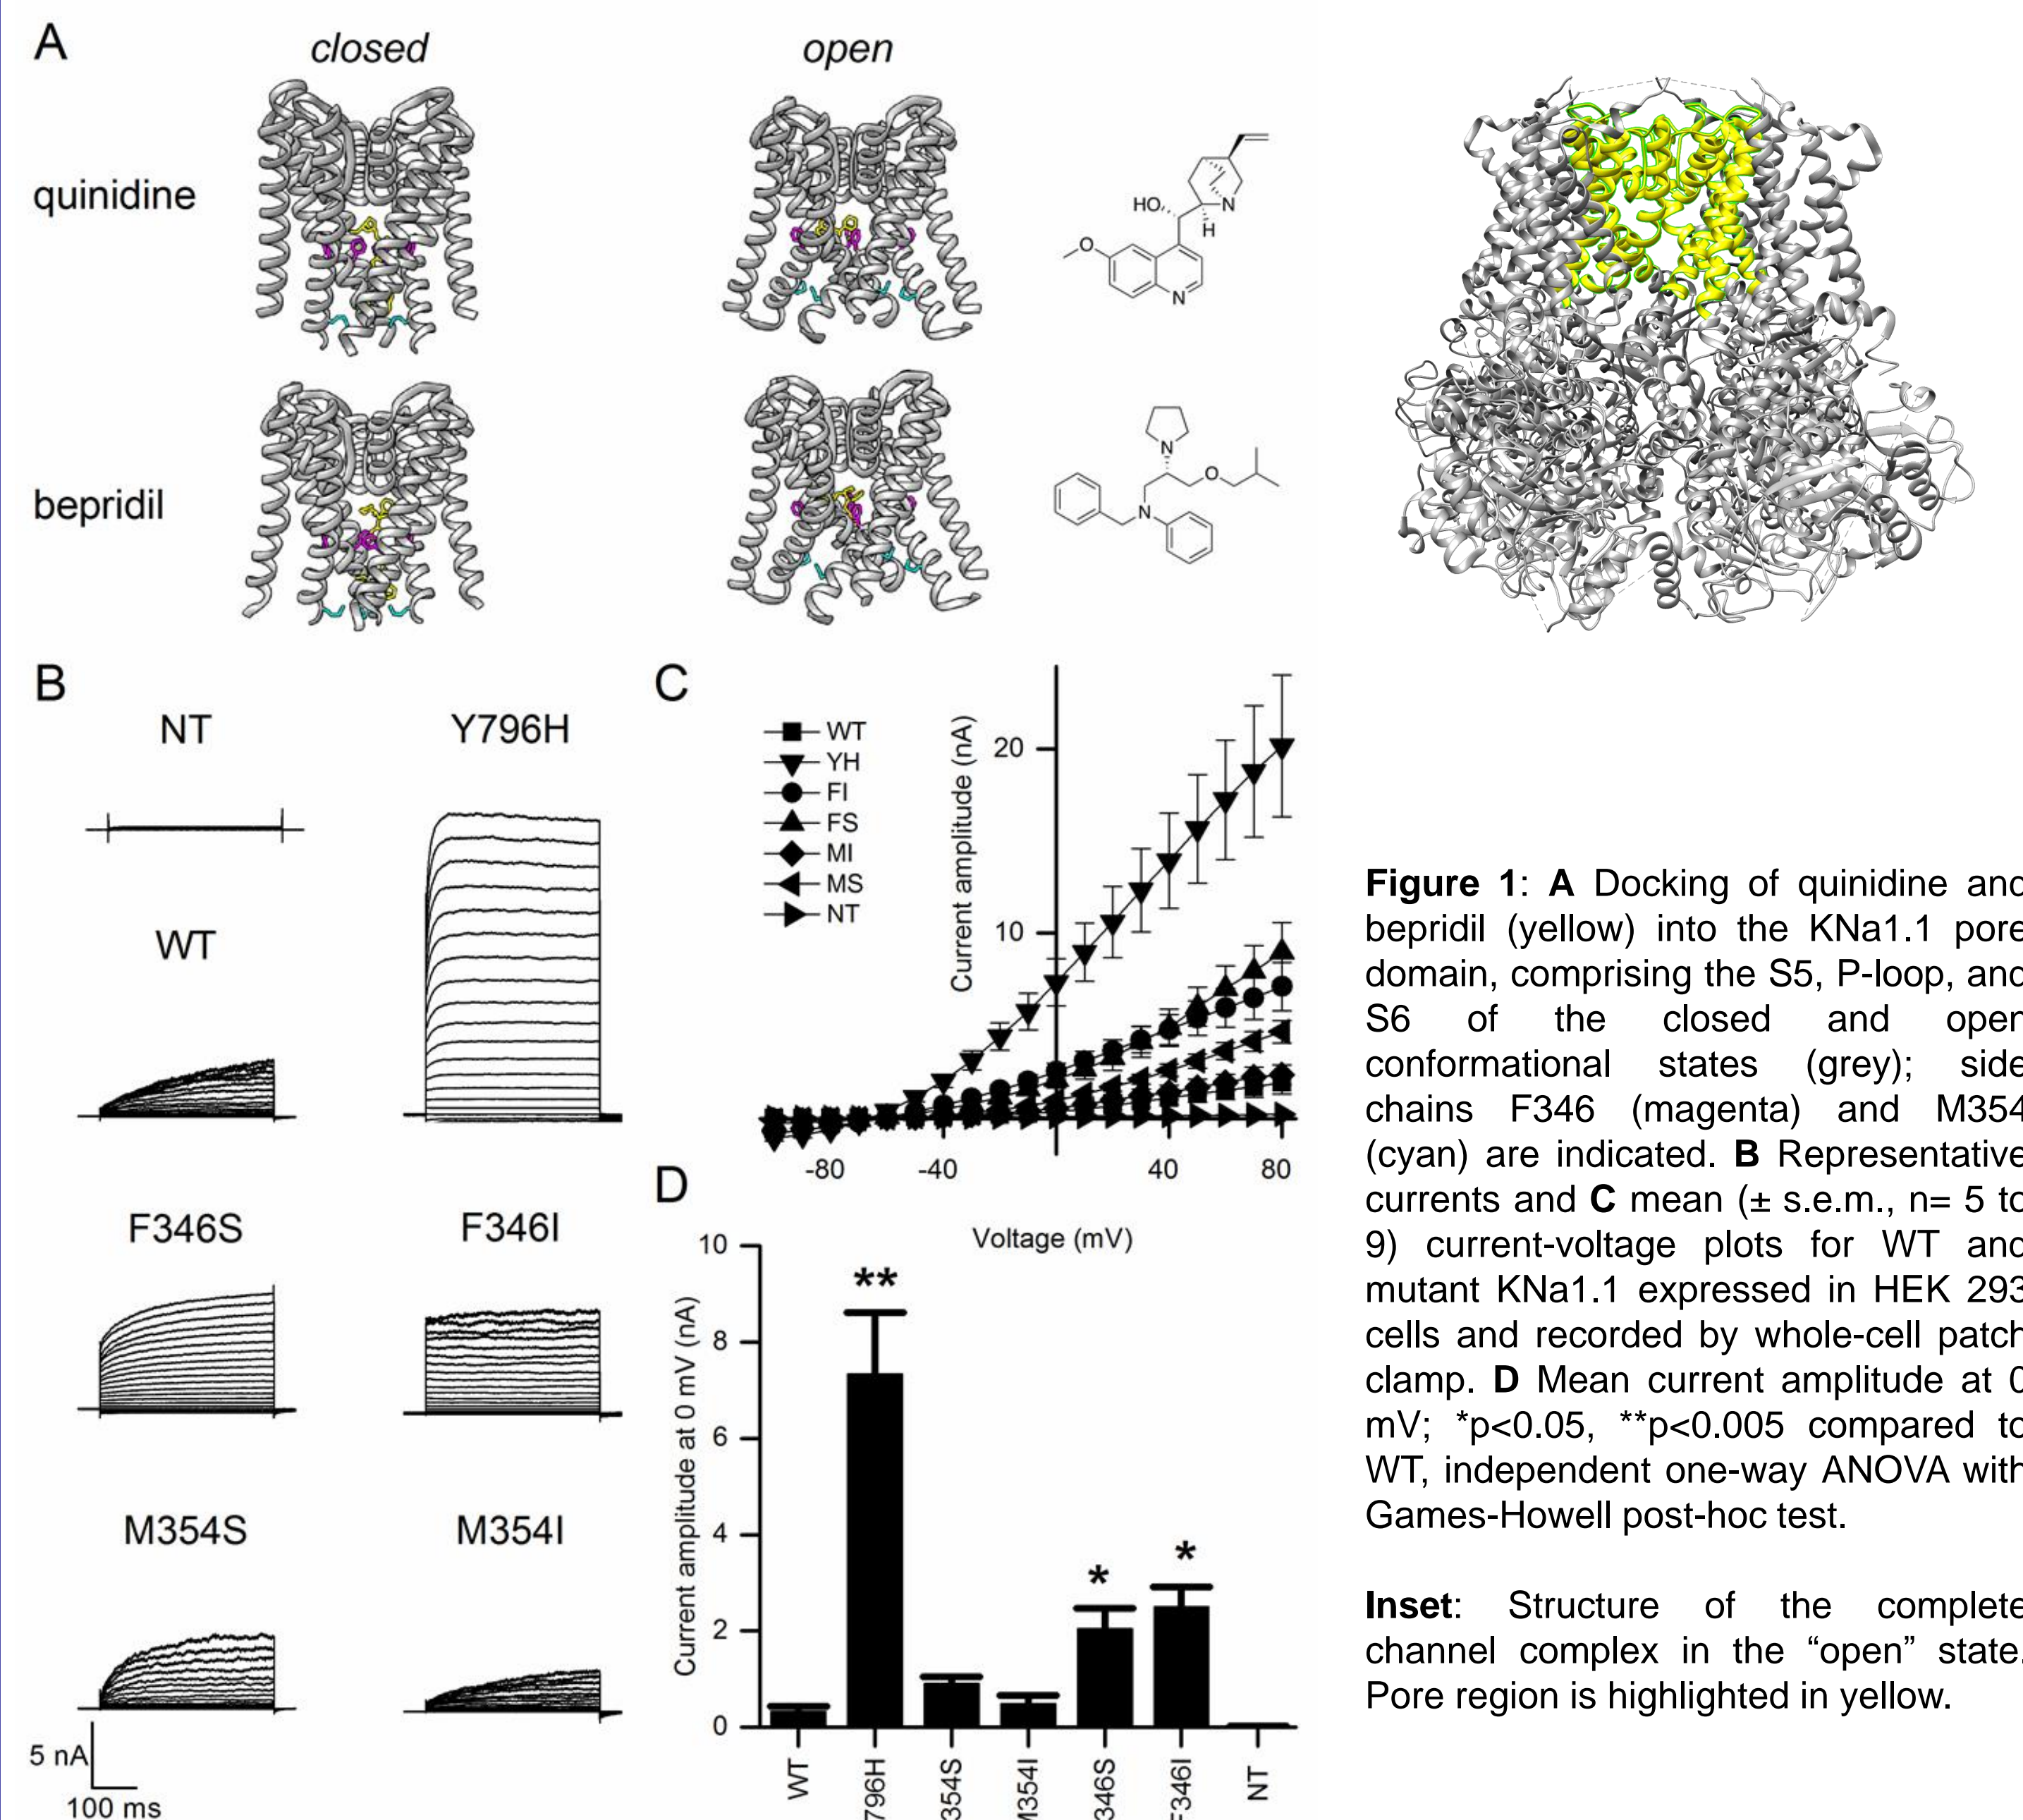 A
closed
open
quinidine
HO
N
H
O
N
bepridil
N
O
N
B
NT
Y796H
WT
F346S
F346I
M354S
M354I
5 nA
100 ms
C
WT
YH
FI
FS
MI
MS
NT
Current amplitude (nA)
20
10
-80
-40
40
80
Voltage (mV)
D
Current amplitude at 0 mV (nA)
10
8
6
4
2
0
**
*
*
WT
796H
354S
M354I
346S
F346I
NT
Figure 1: A Docking of quinidine and
bepridil (yellow) into the KNa1.1 pore
domain, comprising the S5, P-loop, and
S6 of the closed and open
conformational states (grey); side
chains F346 (magenta) and M354
(cyan) are indicated. B Representative
currents and C mean (± s.e.m., n= 5 to
9) current-voltage plots for WT and
mutant KNa1.1 expressed in HEK 293
cells and recorded by whole-cell patch
clamp. D Mean current amplitude at 0
mV; *p<0.05, **p<0.005 compared to
WT, independent one-way ANOVA with
Games-Howell post-hoc test.
Inset: Structure of the complete
channel complex in the “open” state.
Pore region is highlighted in yellow.